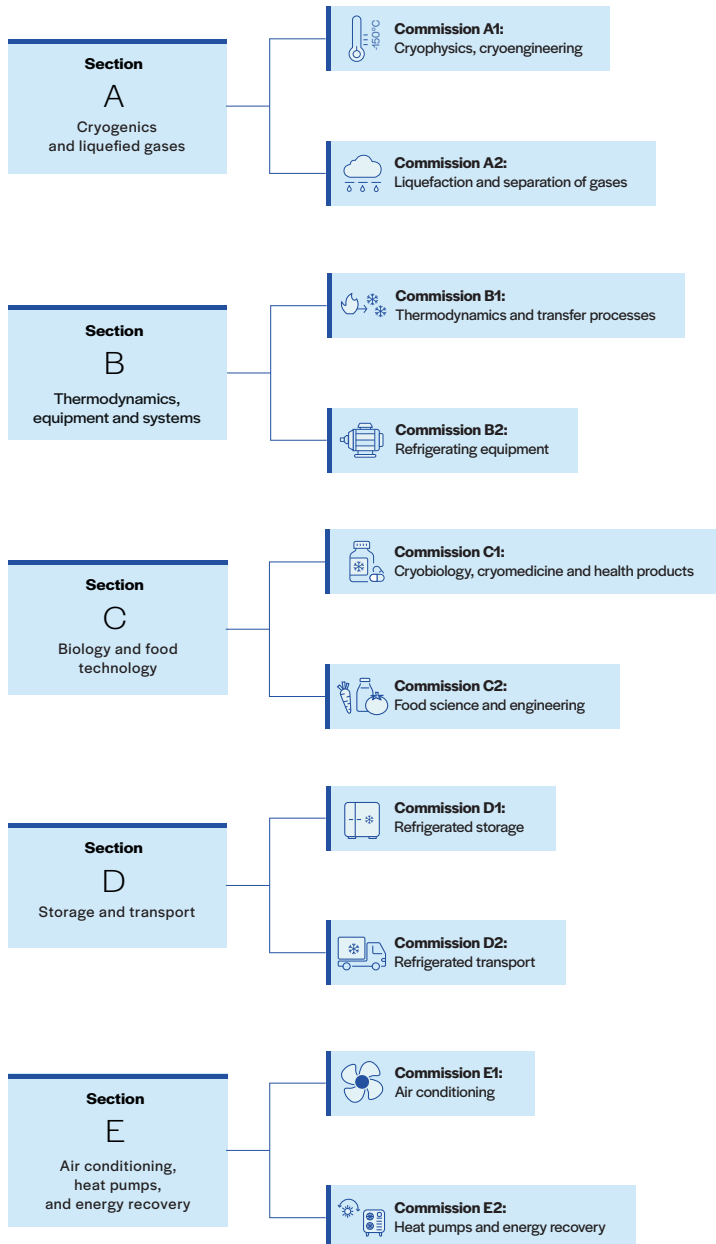 Section
A
Cryogenics
and liquefied gases
-150°C
Commission A1:
Cryophysics, cryoengineering
Commission A2:
Liquefaction and separation of gases
Section
B
Thermodynamics,
equipment and systems
Commission B1:
Thermodynamics and transfer processes
Commission B2:
Refrigerating equipment
Section
C
Biology and food
technology
Commission C1:
Cryobiology, cryomedicine and health products
Commission C2:
Food science and engineering
Section
D
Storage and transport
Commission D1:
Refrigerated storage
Commission D2:
Refrigerated transport
Section
E
Air conditioning,
heat pumps,
and energy recovery
Commission E1:
Air conditioning
Commission E2:
Heat pumps and energy recovery